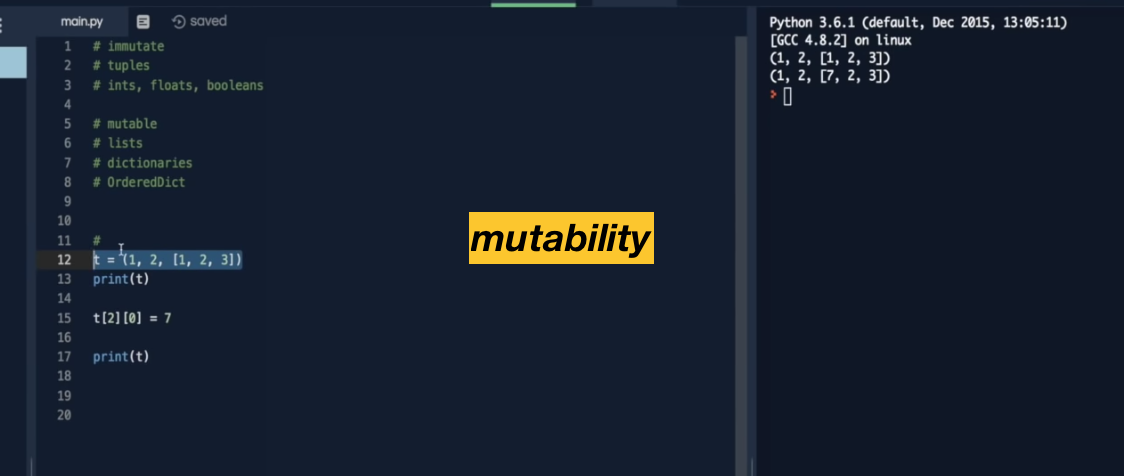 main.py
saved
1 # immutate
2 # tuples
3 # ints, floats, booleans
4
5 # mutable
6 # lists
7 # dictionaries
8 # OrderedDict
9
10
11 #
12 t = (1, 2, [1, 2, 3])
13 print(t)
14
15 t[2][0] = 7
16
17 print(t)
18
19
20
mutability
Python 3.6.1 (default, Dec 2015, 13:05:11)
[GCC 4.8.2] on linux
(1, 2, [1, 2, 3])
(1, 2, [7, 2, 3])